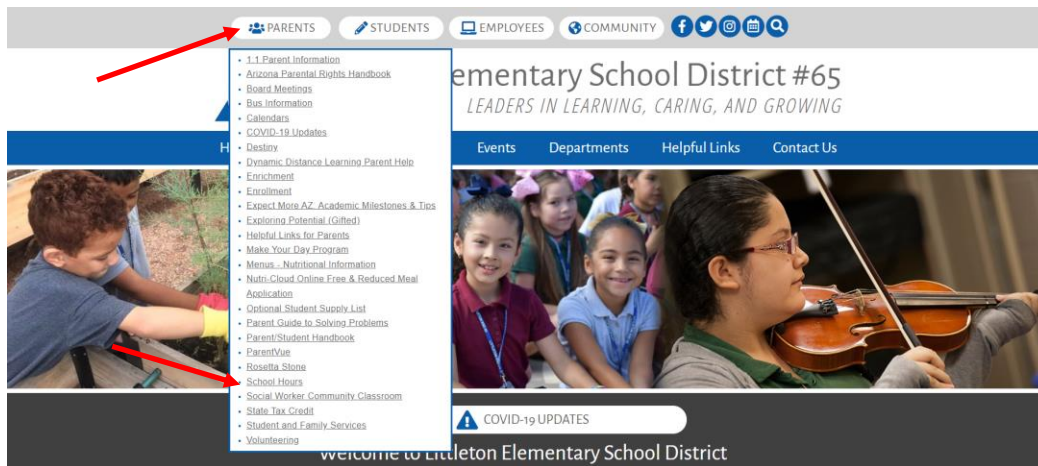 PARENTS
STUDENTS
EMPLOYEES
COMMUNITY
ementary School District #65
LEADERS IN LEARNING, CARING, AND GROWING
H
Events
Departments
Helpful Links
Contact Us
1:1 Parent Information
Arizona Parental Rights Handbook
Board Meetings
Bus Information
Calendars
COVID-19 Updates
Destiny
Dynamic Distance Learning Parent Help
Enrichment
Enrollment
Expect More AZ. Academic Milestones & Tips
Exploring Potential (Gifted)
Helpful Links for Parents
Make Your Day Program
Menus - Nutritional Information
Nutri-Cloud Online Free & Reduced Meal
Application
Optional Student Supply List
Parent Guide to Solving Problems
Parent/Student Handbook
ParentVue
Rosetta Stone
School Hours
Social Worker Community Classroom
State Tax Credit
Student and Family Services
Volunteering
COVID-19 UPDATES
Welcome to Littleton Elementary School District